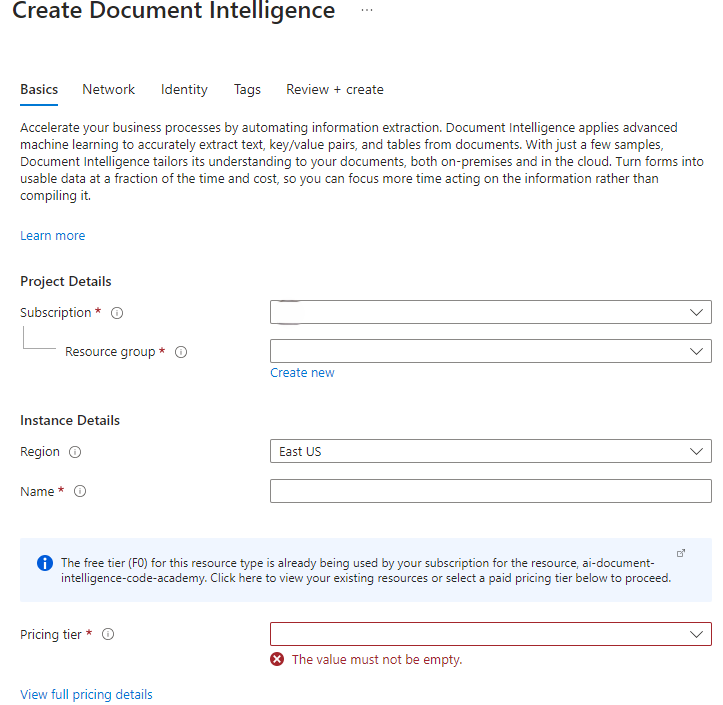 Create Document Intelligence ...
Basics Network Identity Tags Review + create
Accelerate your business processes by automating information extraction. Document Intelligence applies advanced
machine learning to accurately extract text, key/value pairs, and tables from documents. With just a few samples,
Document Intelligence tailors its understanding to your documents, both on-premises and in the cloud. Turn forms into
usable data at a fraction of the time and cost, so you can focus more time acting on the information rather than
compiling it.
Learn more
Project Details
Subscription *
Resource group *
Create new
Instance Details
Region East US
Name *
The free tier (F0) for this resource type is already being used by your subscription for the resource, ai-document-
intelligence-code-academy. Click here to view your existing resources or select a paid pricing tier below to proceed.
Pricing tier *
The value must not be empty.
View full pricing details